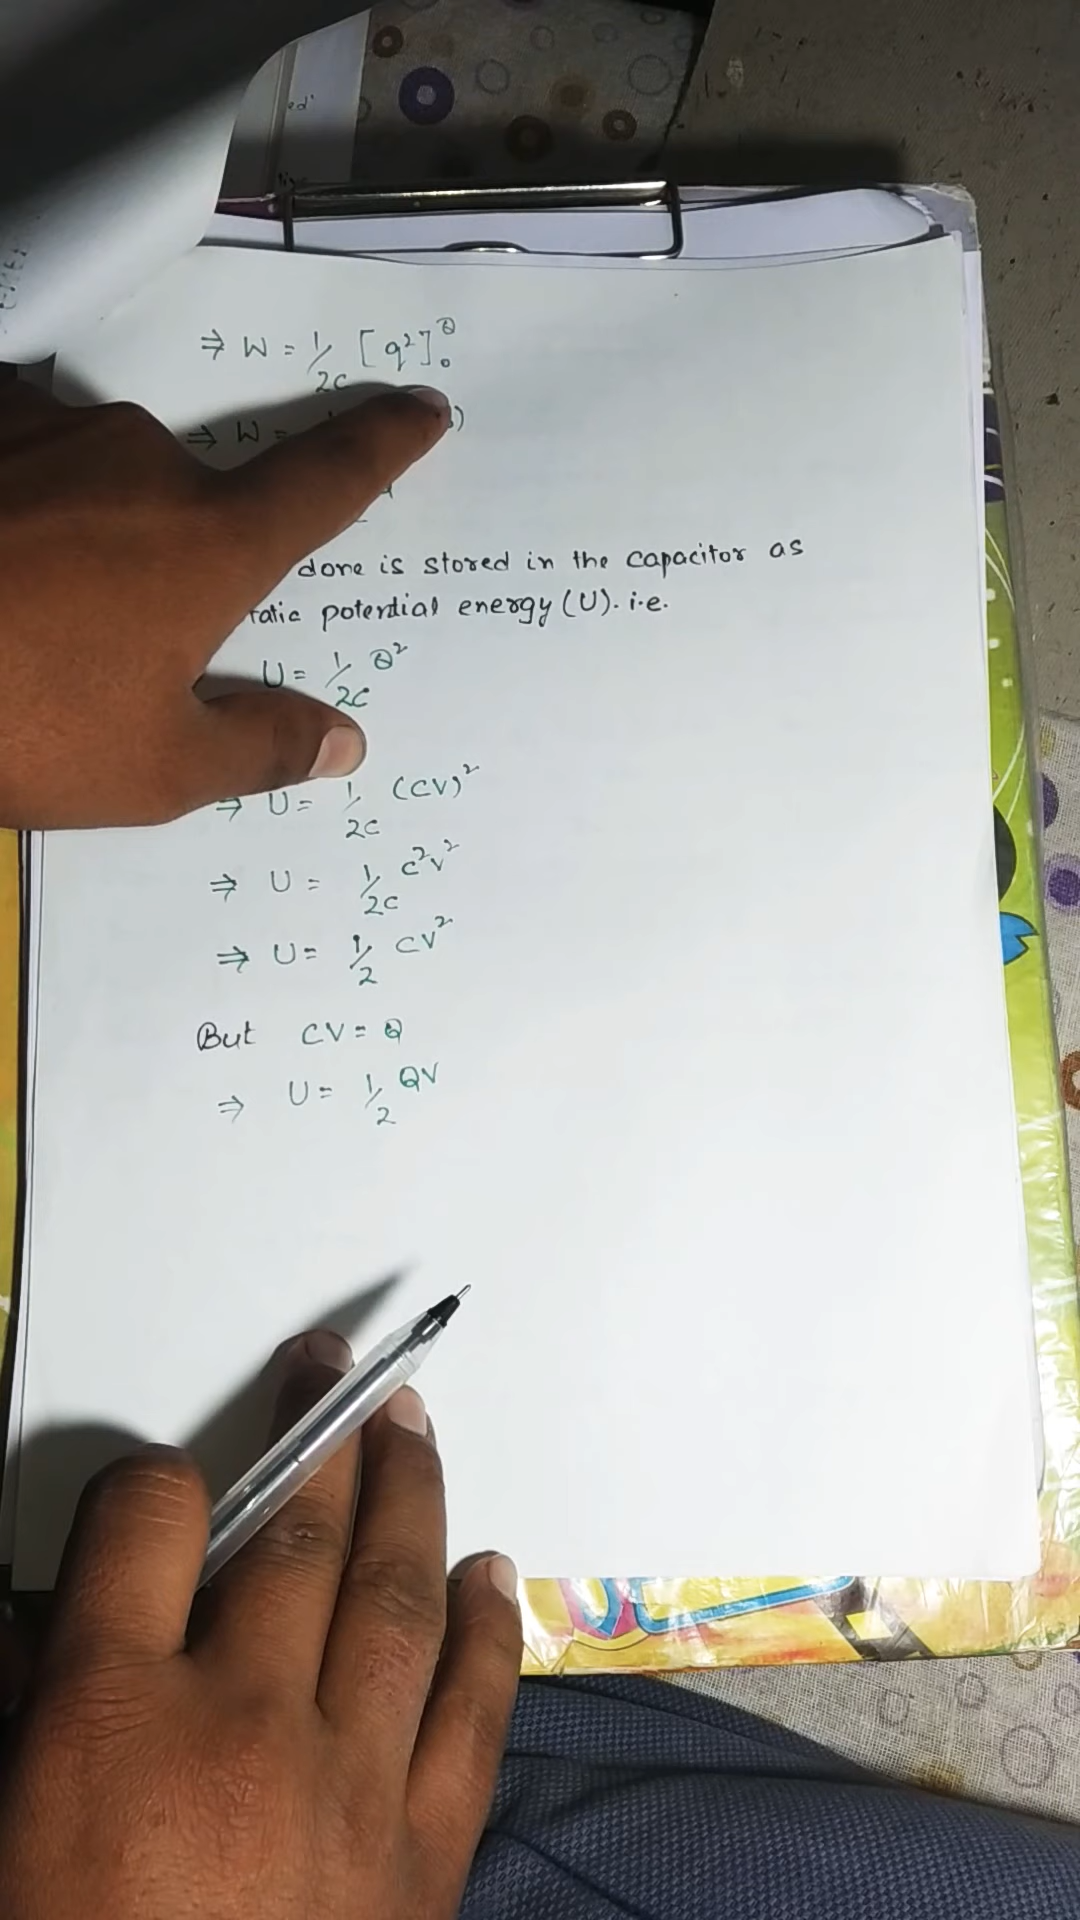 ed'
⇒ W = 1/2C [q²]₀^Q
⇒ W =
done is stored in the capacitor as
potential energy (U). i.e.
U = 1/2C Q²
⇒ U = 1/2C (CV)²
⇒ U = 1/2C C²V²
⇒ U = 1/2 CV²
But CV = Q
⇒ U = 1/2 QV